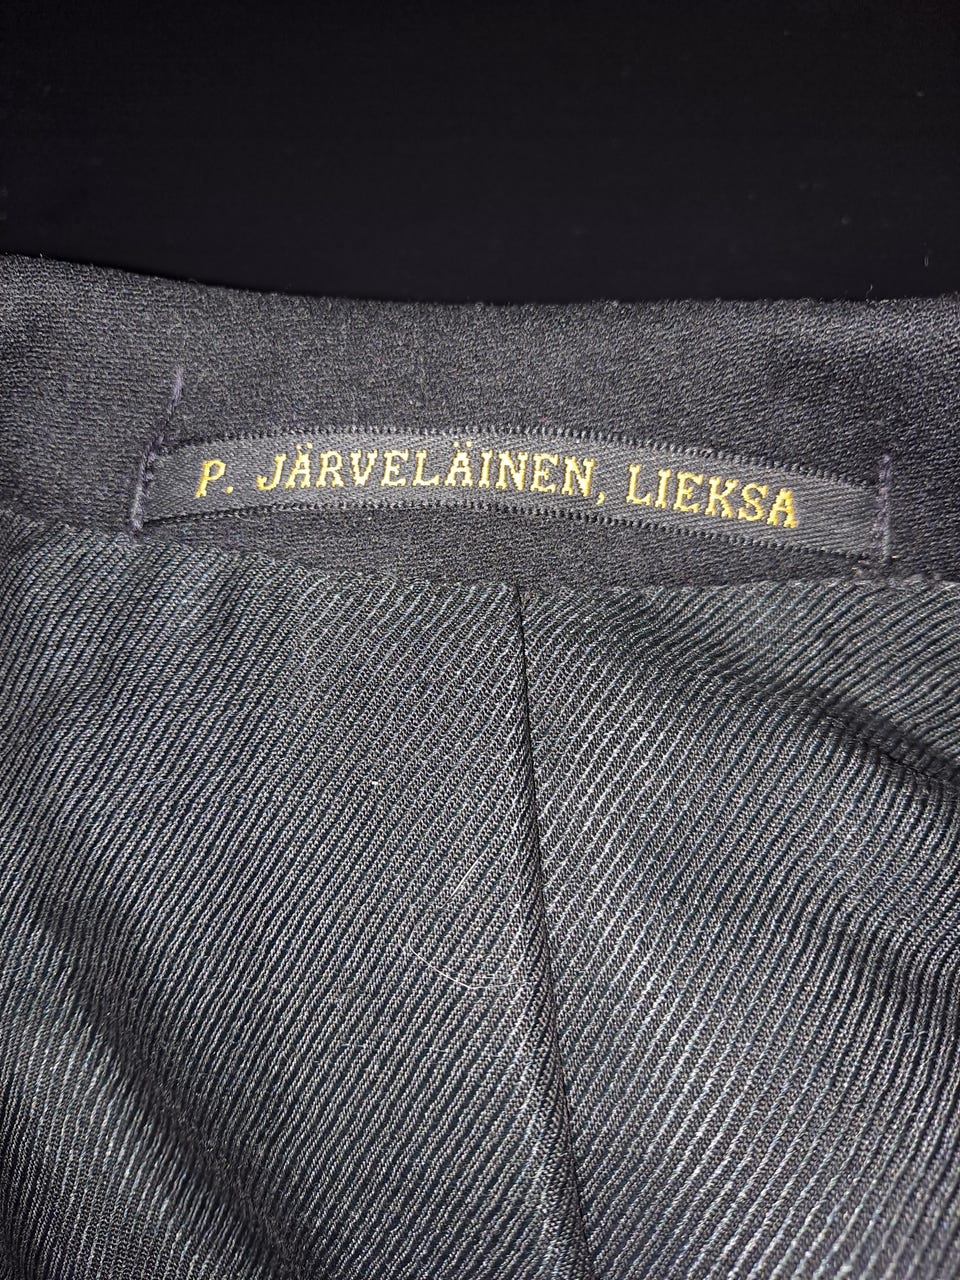 P. JÄRVELÄINEN, LIEKSA